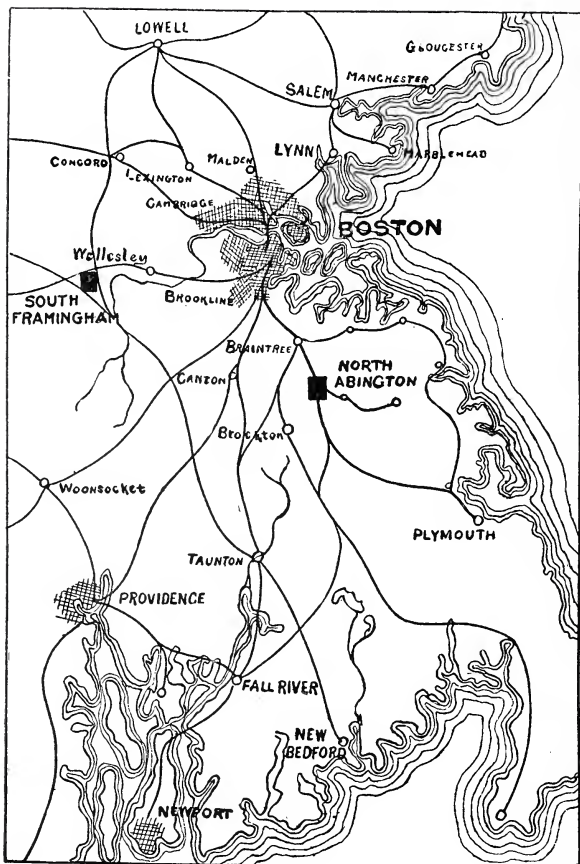 LOWELL
GLOUCESTER
MANCHESTER
SALEM
LYNN
MARBLEHEAD
CONCORD
LEXINGTON
MALDEN
CAMBRIDGE
BOSTON
Wellesley
SOUTH
FRAMINGHAM
BROOKLINE
BRAINTREE
NORTH
ABINGTON
CANTON
BROCKTON
WOONSOCKET
PLYMOUTH
TAUNTON
PROVIDENCE
FALL RIVER
NEW
BEDFORD
NEWPORT